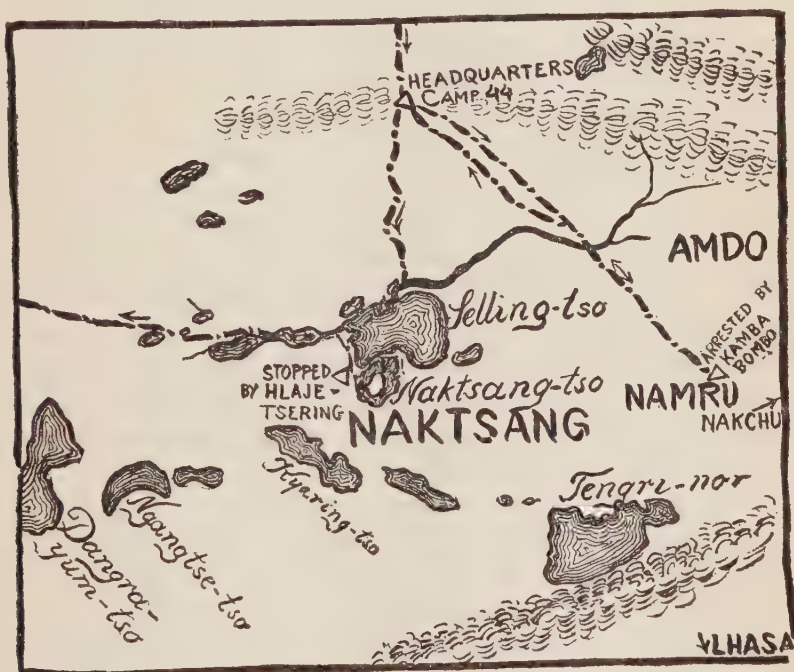 HEADQUARTERS
CAMP. 44
AMDO
Selling-tso
ARRESTED BY
KAMBA
BOMBO.
STOPPED
BY HLAJE-
TSERING
Naktsang-tso
NAMRU
NAKCHU
NAKTSANG
Kyaring-tso
Tengri-nor
Ngangtse-tso
Dangra-
yum-tso
LHASA